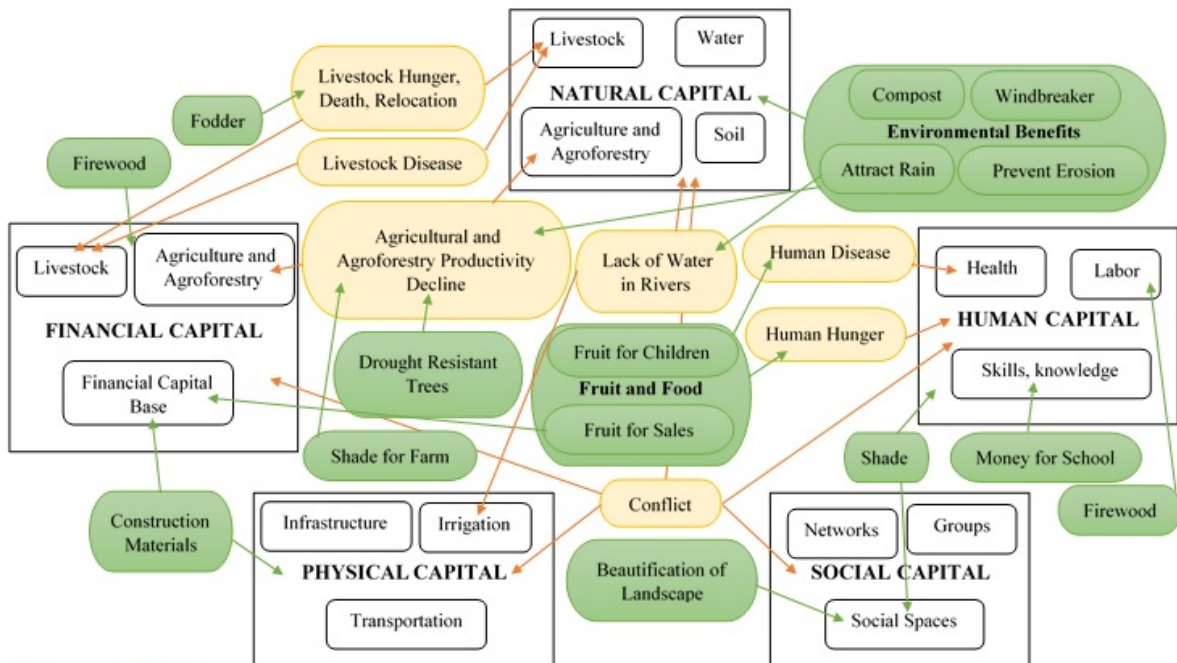 Livestock
Water
Livestock Hunger,
Death, Relocation
NATURAL CAPITAL
Compost
Windbreaker
Environmental Benefits
Fodder
Agriculture and
Agroforestry
Soil
Firewood
Livestock Disease
Attract Rain
Prevent Erosion
Livestock
Agriculture and
Agroforestry
Agricultural and
Agroforestry Productivity
Decline
Lack of Water
in Rivers
Human Disease
Health
Labor
FINANCIAL CAPITAL
HUMAN CAPITAL
Human Hunger
Drought Resistant
Trees
Fruit for Children
Fruit and Food
Fruit for Sales
Financial Capital
Base
Skills, knowledge
Shade for Farm
Shade
Money for School
Conflict
Firewood
Construction
Materials
Infrastructure
Irrigation
PHYSICAL CAPITAL
Transportation
Networks
Groups
SOCIAL CAPITAL
Beautification of
Landscape
Social Spaces